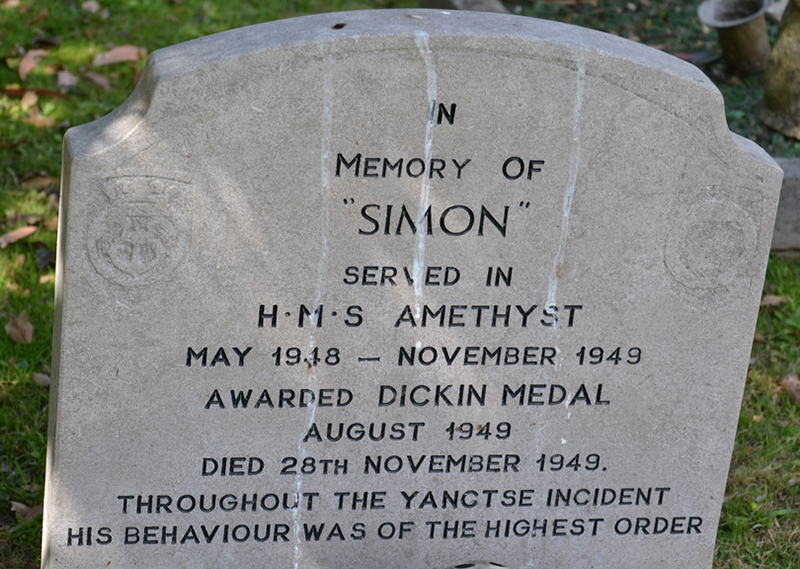 IN
MEMORY OF
"SIMON"
SERVED IN
H·M·S AMETHYST
MAY 1948 — NOVEMBER 1949
AWARDED DICKIN MEDAL
AUGUST 1949
DIED 28TH NOVEMBER 1949.
THROUGHOUT THE YANCTSE INCIDENT
HIS BEHAVIOUR WAS OF THE HIGHEST ORDER